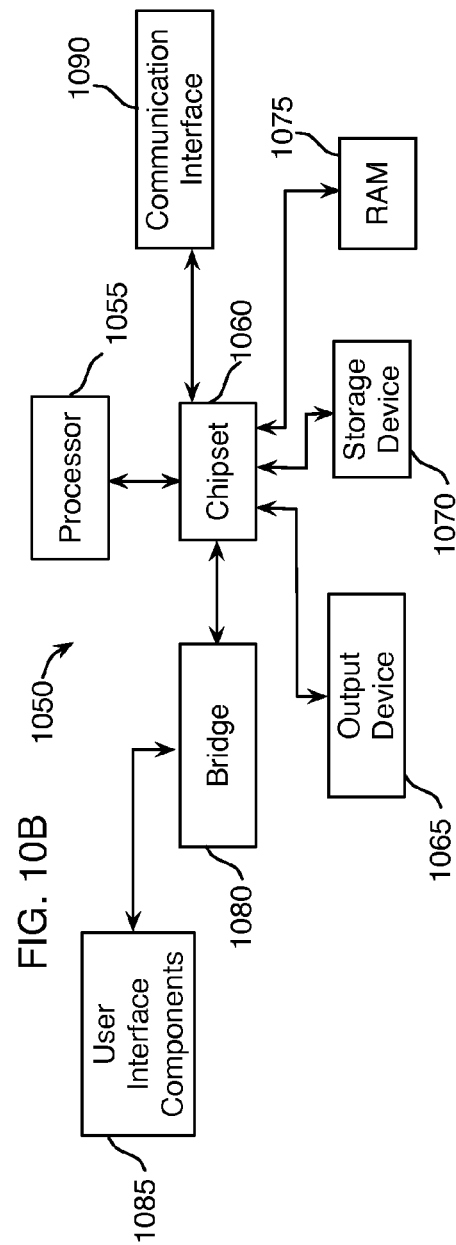 FIG. 10B
1050
1055
Processor
1090
Communication
Interface
1060
Chipset
1085
User
Interface
Components
1080
Bridge
1065
Output
Device
1070
Storage
Device
1075
RAM